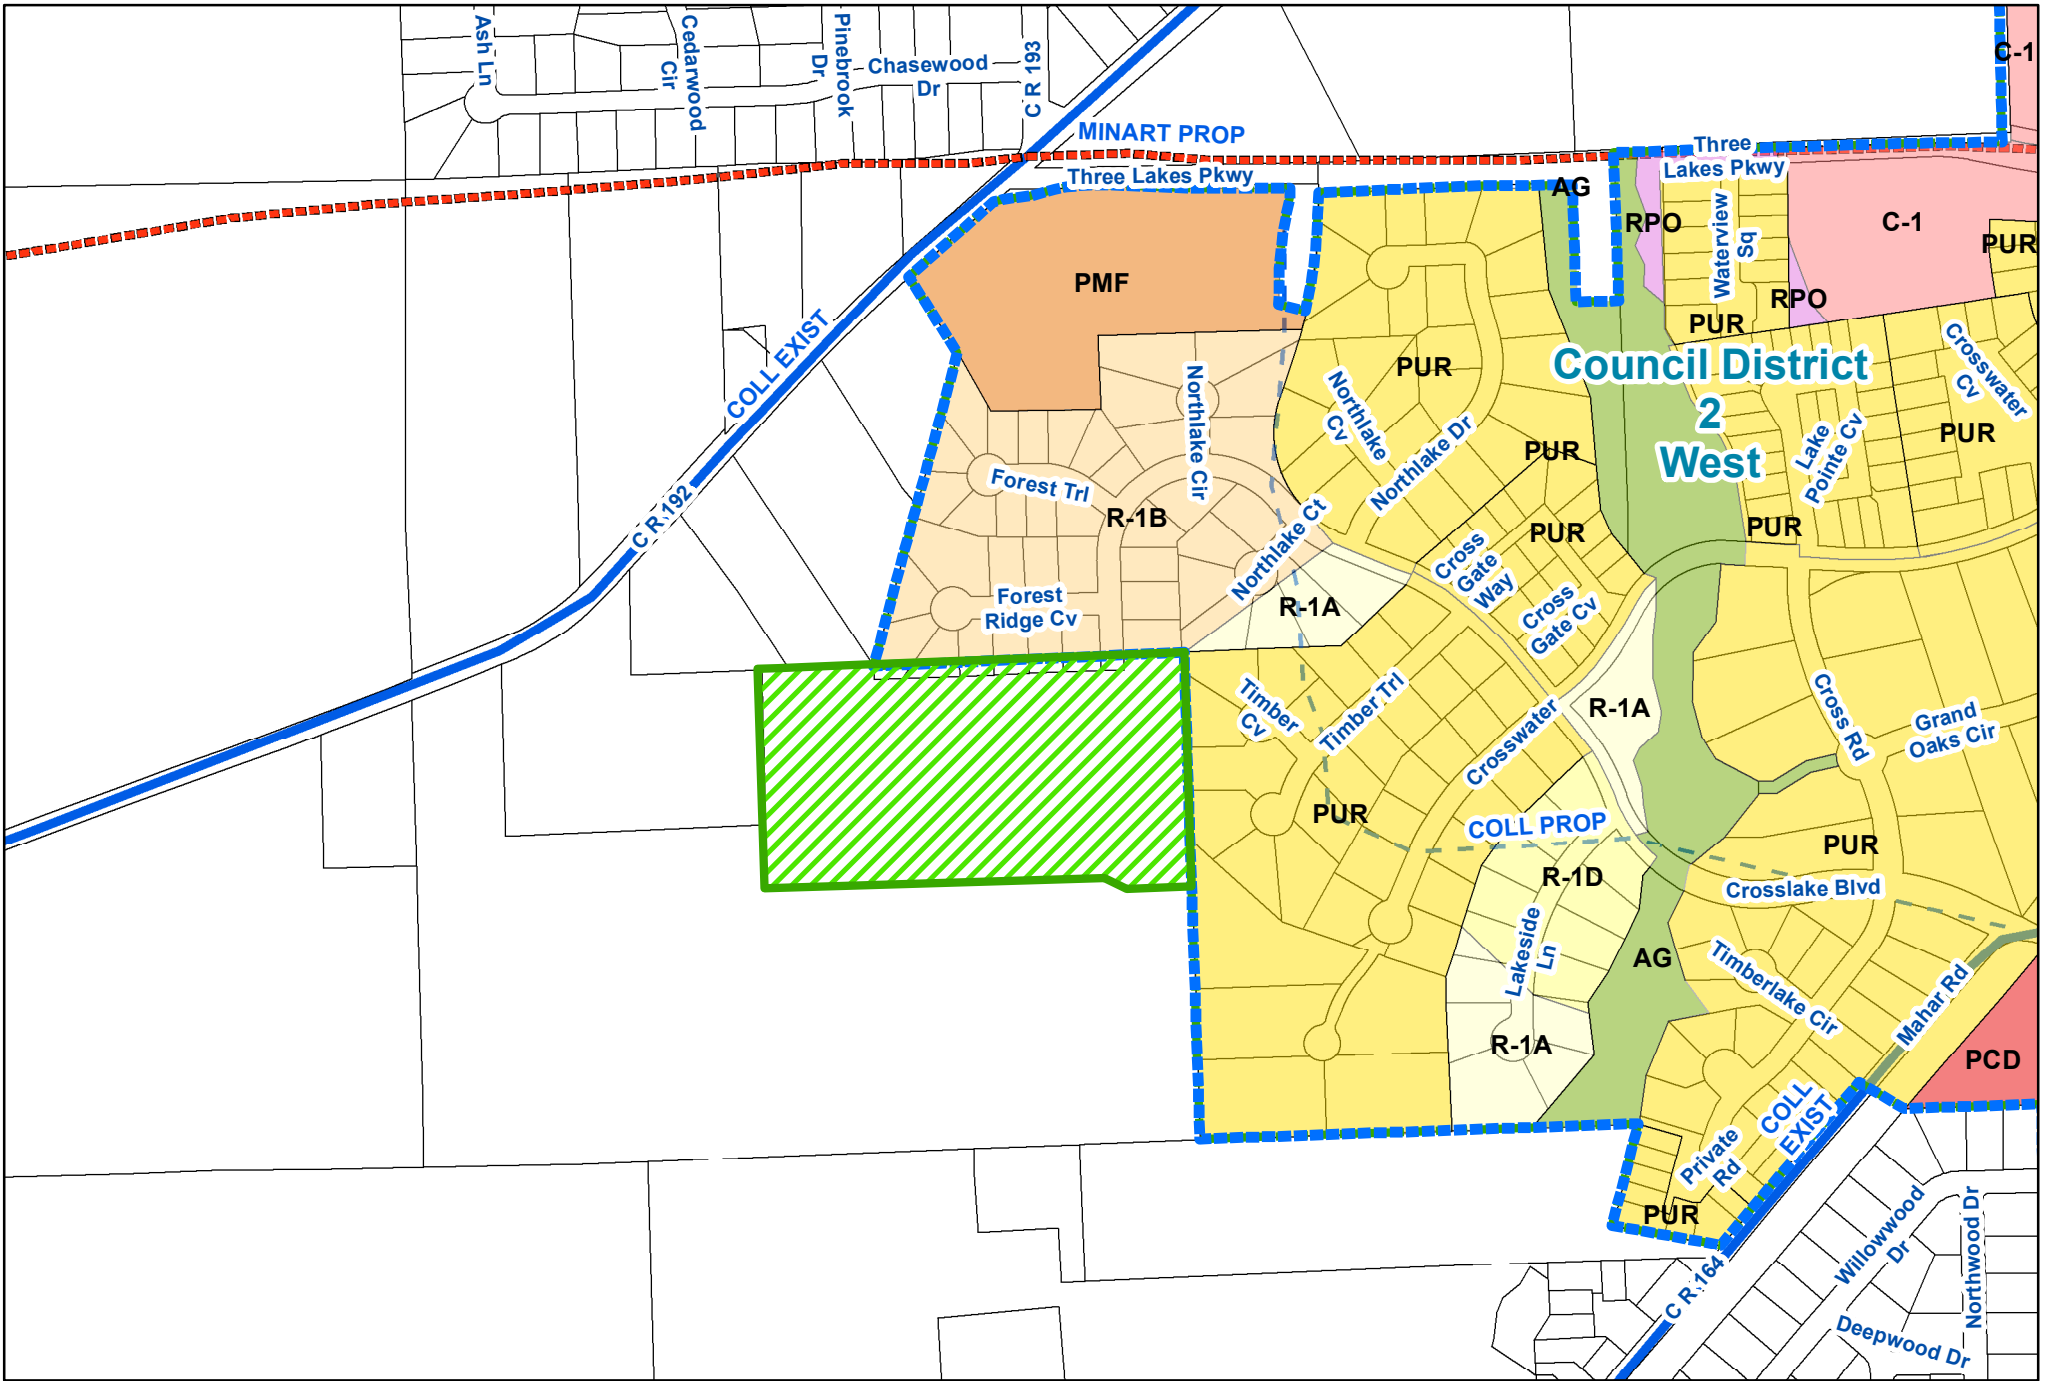 Ash Ln
Cedarwood
Cir
Pinebrook
Dr
Chasewood
Dr
C R 193
C-1
MINART PROP
Three
Lakes Pkwy
Three Lakes Pkwy
AG
RPO
Waterview
Sq
C-1
PUR
PMF
RPO
PUR
COLL EXIST
Northlake Cir
Northlake
Cv
PUR
Council District
2
West
Crosswater
Cv
Northlake Dr
PUR
Lake
Pointe Cv
PUR
Forest Trl
C R 192
R-1B
Northlake Ct
PUR
PUR
Cross
Gate
Way
Cross
Gate Cv
Forest
Ridge Cv
R-1A
Timber
Cv
Timber Trl
R-1A
Cross Rd
Grand
Oaks Cir
Crosswater
PUR
COLL PROP
PUR
R-1D
Crosslake Blvd
Lakeside
Ln
AG
Timberlake Cir
Mahar Rd
R-1A
PCD
COLL
EXIST
Private
Rd
PUR
Willowwood
Dr
Northwood Dr
C R 164
Deepwood Dr